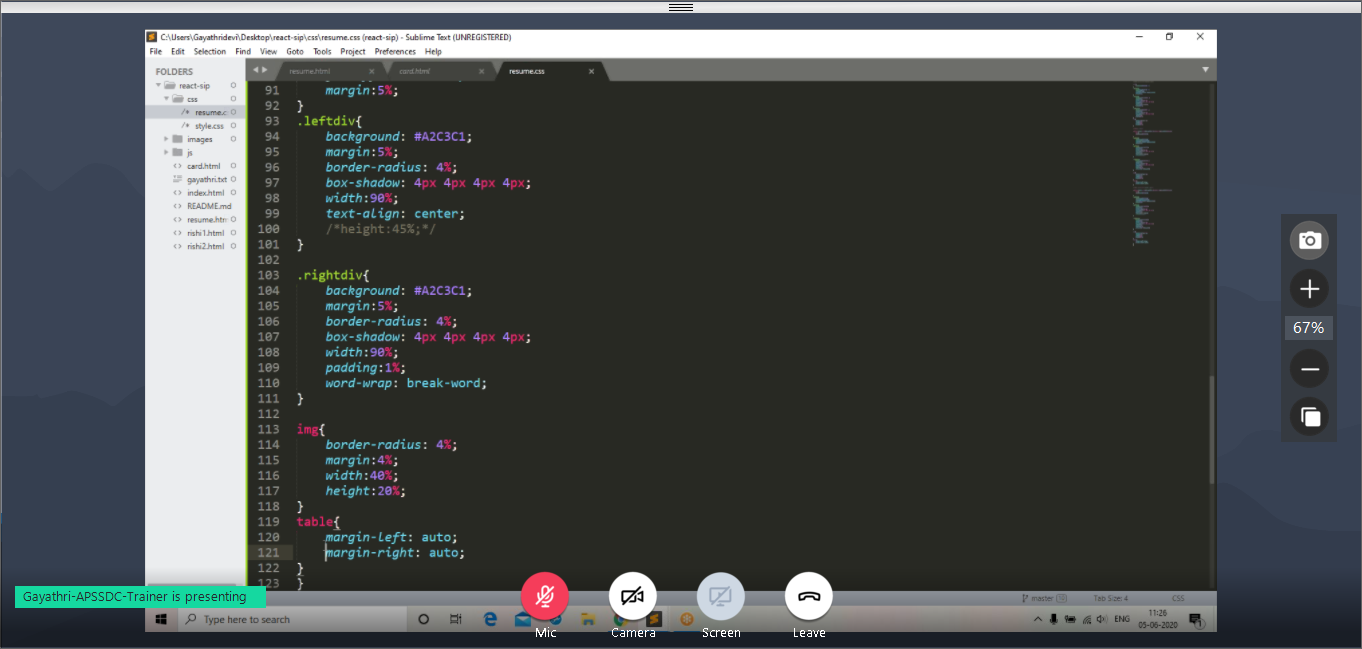 C:\Users\Gayathridevi\Desktop\react-sip\css\resume.css (react-sip) - Sublime Text (UNREGISTERED)
File Edit Selection Find View Goto Tools Project Preferences Help
FOLDERS
react-sip
css
resume.c
/* style.css
images
js
card.html
gayathri.txt
index.html
README.md
resume.htm
rishi1.html
rishi2.html
resume.html card.html resume.css
91 margin:5%;
92 }
93 .leftdiv{
94 background: #A2C3C1;
95 margin:5%;
96 border-radius: 4%;
97 box-shadow: 4px 4px 4px 4px;
98 width:90%;
99 text-align: center;
100 /*height:45%;*/
101 }
102
103 .rightdiv{
104 background: #A2C3C1;
105 margin:5%;
106 border-radius: 4%;
107 box-shadow: 4px 4px 4px 4px;
108 width:90%;
109 padding:1%;
110 word-wrap: break-word;
111 }
112
113 img{
114 border-radius: 4%;
115 margin:4%;
116 width:40%;
117 height:20%;
118 }
119 table{
120 margin-left: auto;
121 margin-right: auto;
122 }
123 }
67%
master Tab Size: 4 CSS
Gayathri-APSSDC-Trainer is presenting
Type here to search
ENG
11:26
05-06-2020
Mic Camera Screen Leave